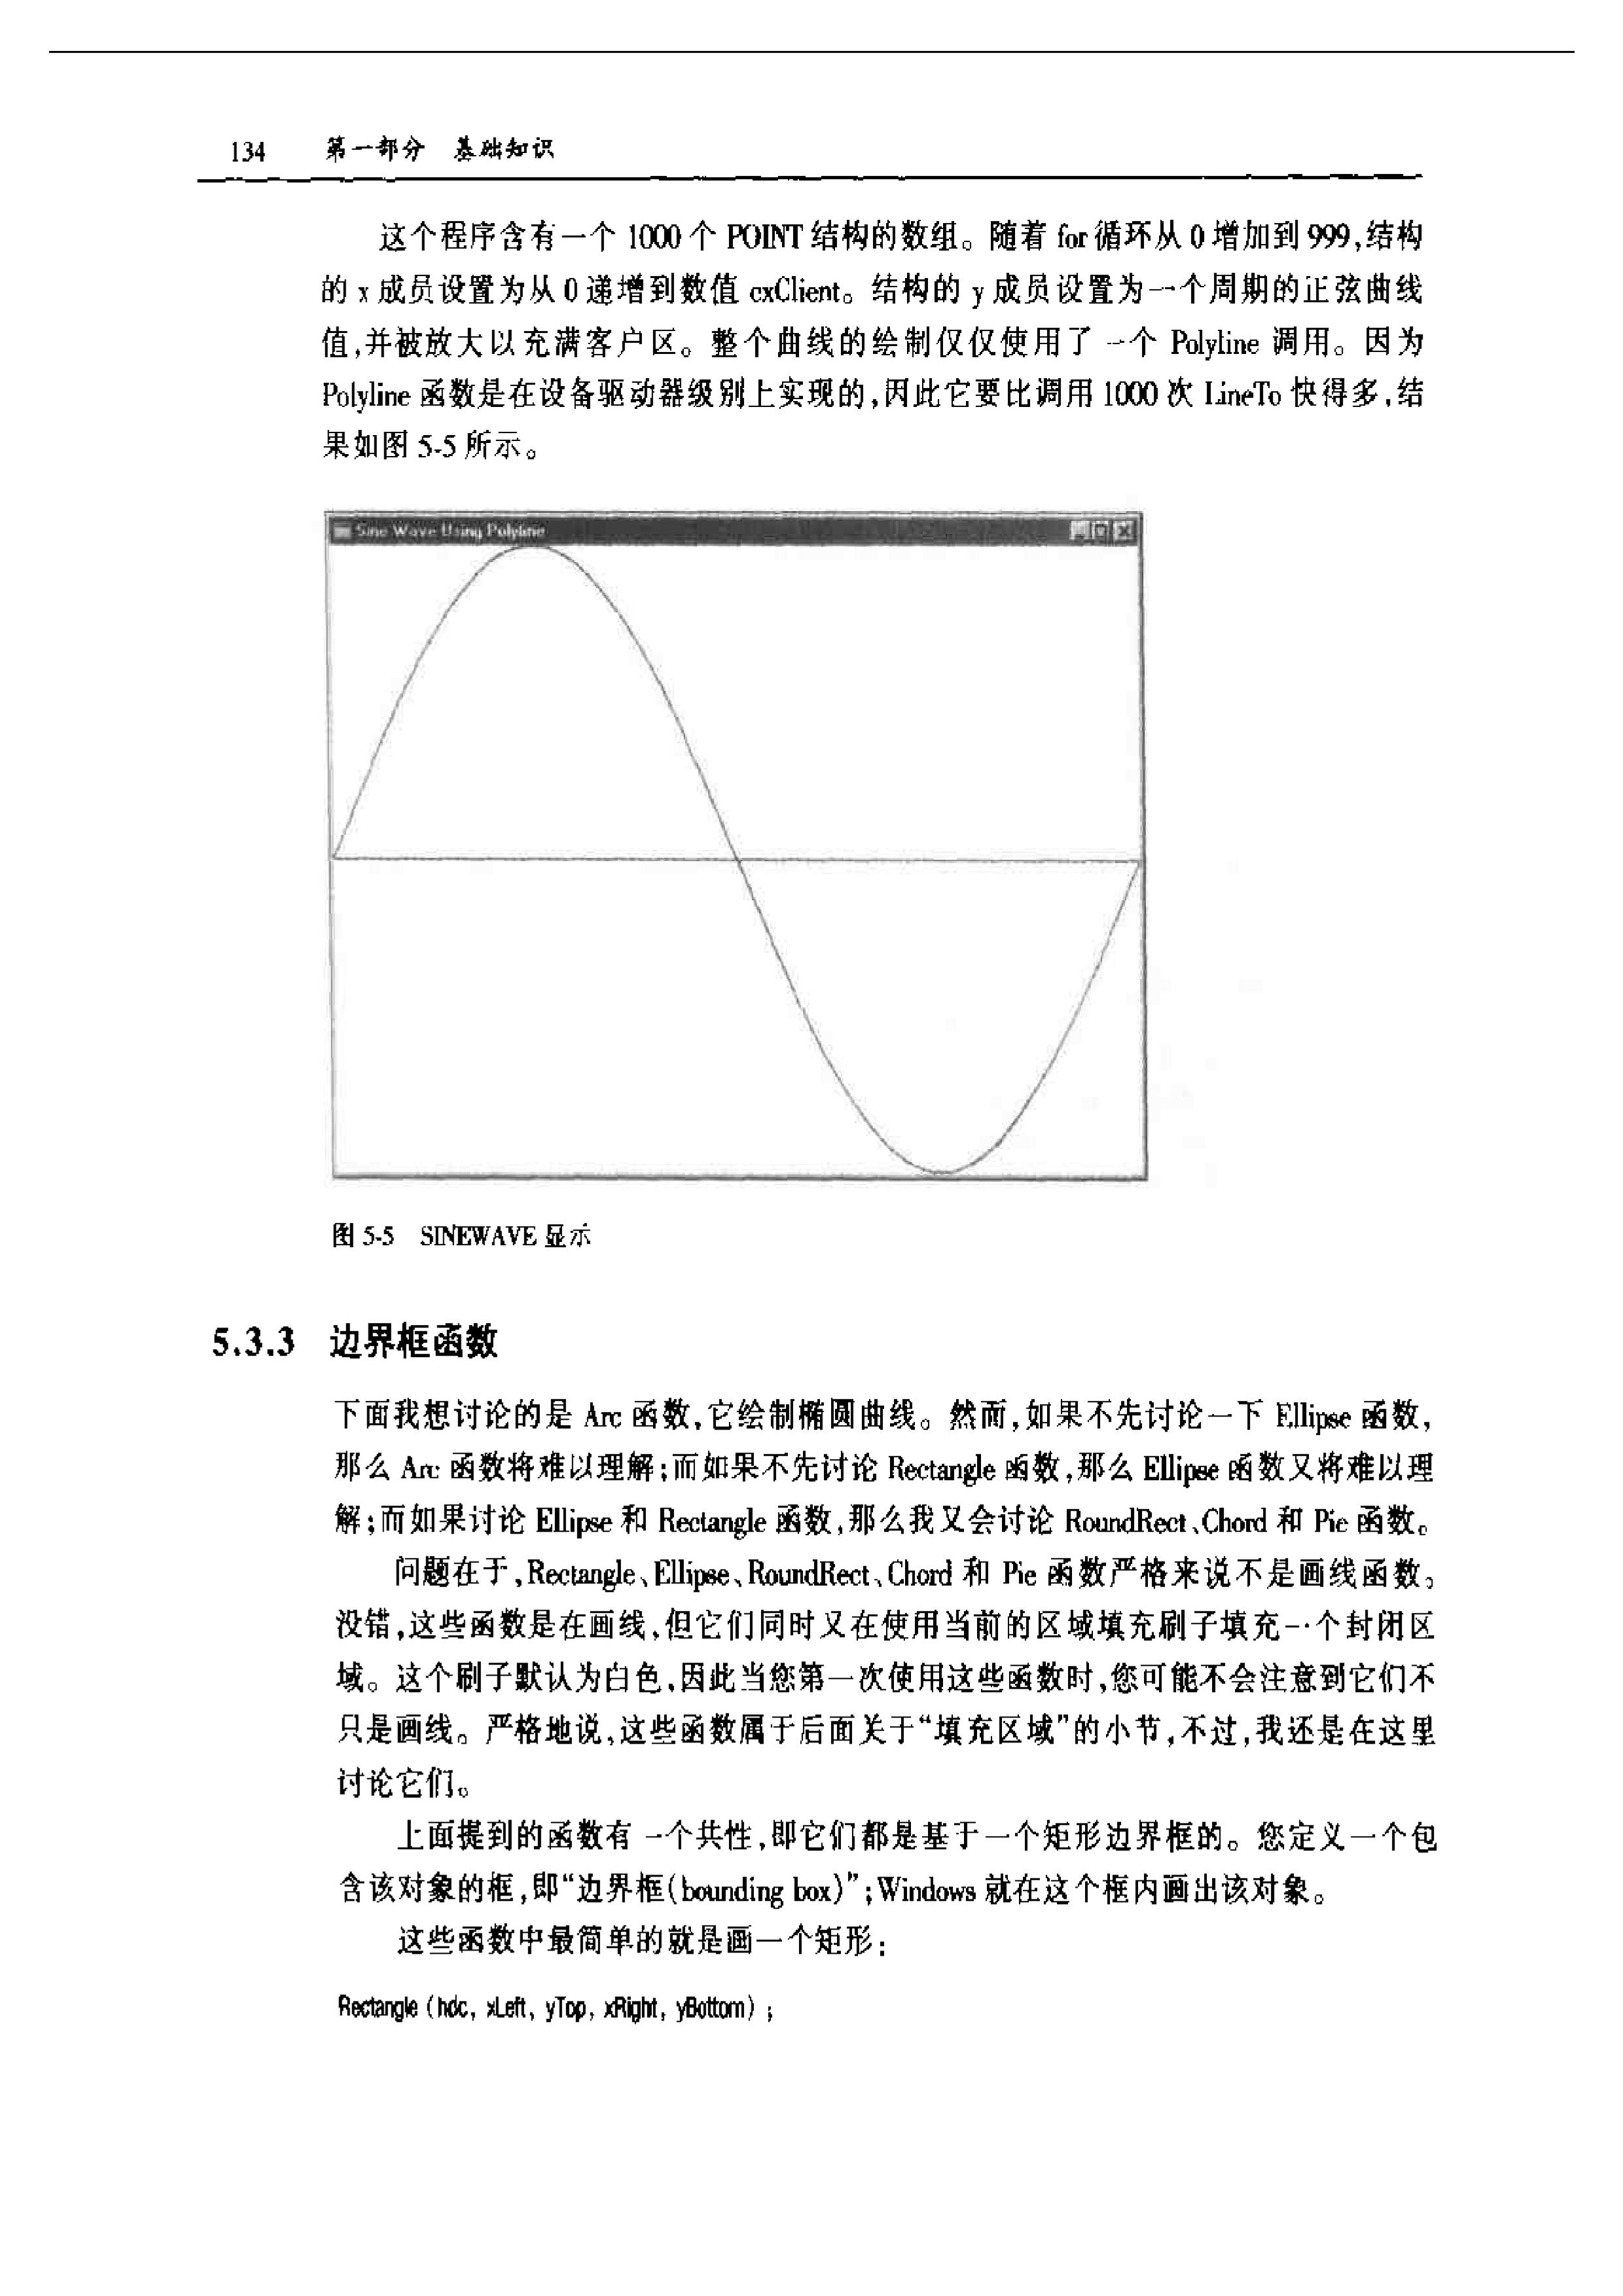 134 第一部分 基础知识
这个程序含有一个 1000 个 POINT 结构的数组。随着 for 循环从 0 增加到 999,结构
的 x 成员设置为从 0 递增到数值 cxClient。结构的 y 成员设置为一个周期的正弦曲线
值,并被放大以充满客户区。整个曲线的绘制仅仅使用了一个 Polyline 调用。因为
Polyline 函数是在设备驱动器级别上实现的,因此它要比调用 1000 次 LineTo 快得多,结
果如图 5-5 所示。
Sine Wave Using Polyline
图 5-5 SINEWAVE 显示
5.3.3 边界框函数
下面我想讨论的是 Arc 函数,它绘制椭圆曲线。然而,如果不先讨论一下 Ellipse 函数,
那么 Arc 函数将难以理解;而如果不先讨论 Rectangle 函数,那么 Ellipse 函数又将难以理
解;而如果讨论 Ellipse 和 Rectangle 函数,那么我又会讨论 RoundRect、Chord 和 Pie 函数。
问题在于,Rectangle、Ellipse、RoundRect、Chord 和 Pie 函数严格来说不是画线函数。
没错,这些函数是在画线,但它们同时又在使用当前的区域填充刷子填充一个封闭区
域。这个刷子默认为白色,因此当您第一次使用这些函数时,您可能不会注意到它们不
只是画线。严格地说,这些函数属于后面关于“填充区域”的小节,不过,我还是在这里
讨论它们。
上面提到的函数有一个共性,即它们都是基于一个矩形边界框的。您定义一个包
含该对象的框,即“边界框(bounding box)”;Windows 就在这个框内画出该对象。
这些函数中最简单的就是画一个矩形:
Rectangle (hdc, xLeft, yTop, xRight, yBottom) ;